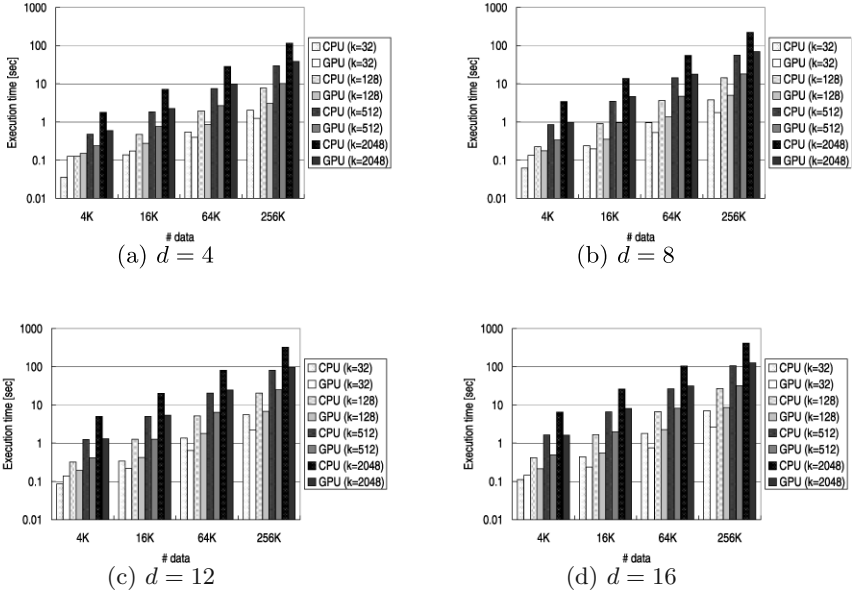 1000
100
10
1
0.1
0.01
Execution time [sec]
4K 16K 64K 256K
# data
CPU (k=32)
GPU (k=32)
CPU (k=128)
GPU (k=128)
CPU (k=512)
GPU (k=512)
CPU (k=2048)
GPU (k=2048)
(a) d = 4
1000
100
10
1
0.1
0.01
Execution time [sec]
4K 16K 64K 256K
# data
CPU (k=32)
GPU (k=32)
CPU (k=128)
GPU (k=128)
CPU (k=512)
GPU (k=512)
CPU (k=2048)
GPU (k=2048)
(b) d = 8
1000
100
10
1
0.1
0.01
Execution time [sec]
4K 16K 64K 256K
# data
CPU (k=32)
GPU (k=32)
CPU (k=128)
GPU (k=128)
CPU (k=512)
GPU (k=512)
CPU (k=2048)
GPU (k=2048)
(c) d = 12
1000
100
10
1
0.1
0.01
Execution time [sec]
4K 16K 64K 256K
# data
CPU (k=32)
GPU (k=32)
CPU (k=128)
GPU (k=128)
CPU (k=512)
GPU (k=512)
CPU (k=2048)
GPU (k=2048)
(d) d = 16